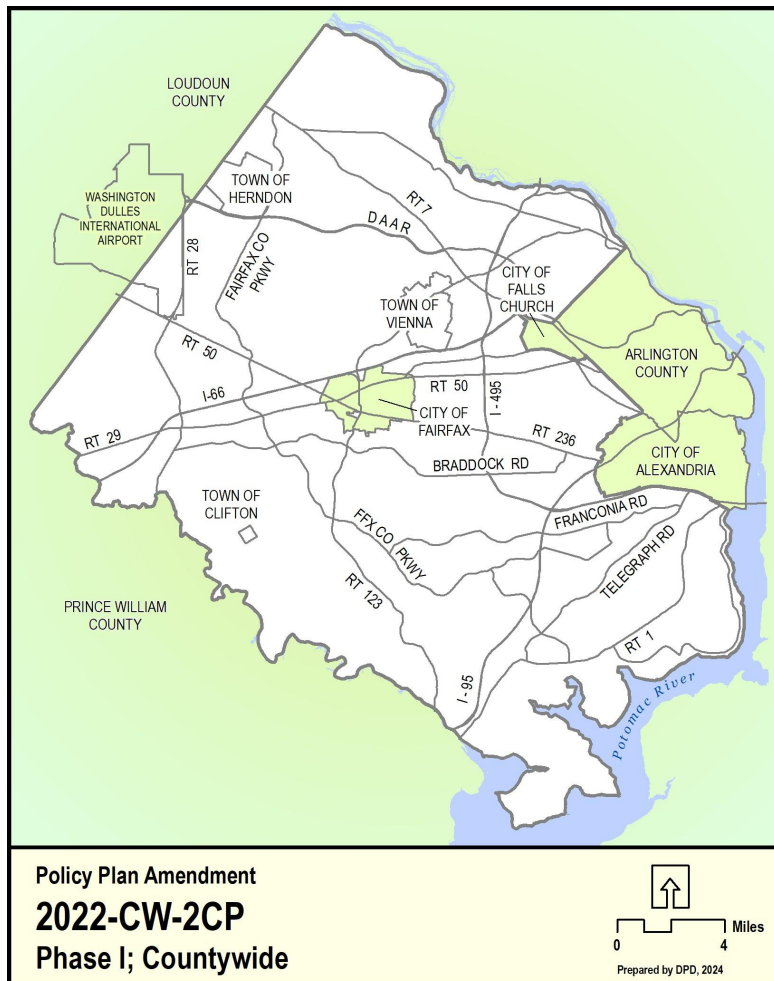 LOUDOUN
COUNTY
WASHINGTON
DULLES
INTERNATIONAL
AIRPORT
TOWN OF
HERNDON
RT 7
DAAR
RT 28
FAIRFAX CO
PKWY
CITY OF
FALLS
CHURCH
TOWN OF
VIENNA
RT 50
ARLINGTON
COUNTY
I-66
RT 50
I - 495
CITY OF
FAIRFAX
RT 29
RT 236
BRADDOCK RD
CITY OF
ALEXANDRIA
TOWN OF
CLIFTON
FRANCONIA RD
FFX CO
PKWY
TELEGRAPH RD
RT 123
PRINCE WILLIAM
COUNTY
RT 1
I - 95
Potomac River
Policy Plan Amendment
2022-CW-2CP
Phase I; Countywide
Miles
0 4
Prepared by DPD, 2024